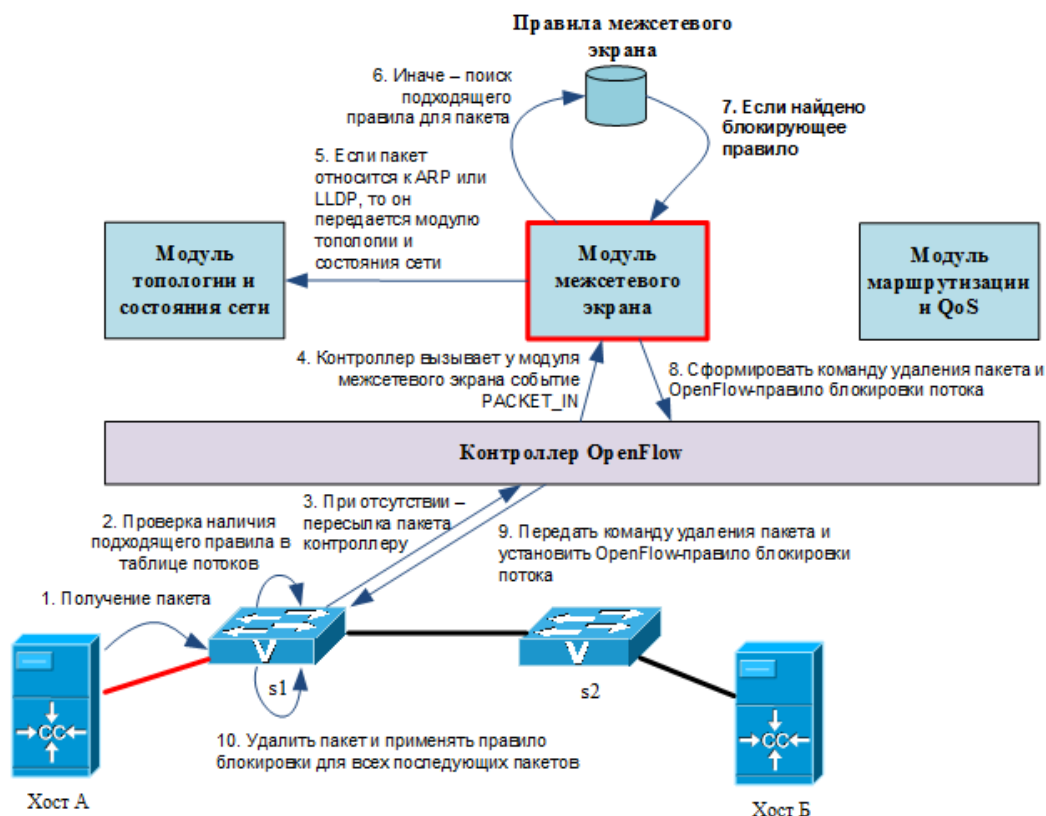 Правила межсетевого
экрана
6. Иначе – поиск
подходящего
правила для пакета
7. Если найдено
блокирующее
правило
5. Если пакет
относится к ARP или
LLDP, то он
передается модулю
топологии и
состояния сети
Модуль
топологии и
состояния сети
Модуль
межсетевого
экрана
Модуль
маршрутизации
и QoS
4. Контроллер вызывает у модуля
межсетевого экрана событие
PACKET_IN
8. Сформировать команду удаления пакета и
OpenFlow-правило блокировки
потока
Контроллер OpenFlow
2. Проверка наличия
подходящего правила в
таблице потоков
3. При отсутствии –
пересылка пакета
контроллеру
9. Передать команду удаления пакета и
установить OpenFlow-правило блокировки
потока
1. Получение пакета
V
s1
V
s2
CC
CC
10. Удалить пакет и применять правило
блокировки для всех последующих пакетов
Хост А
Хост Б